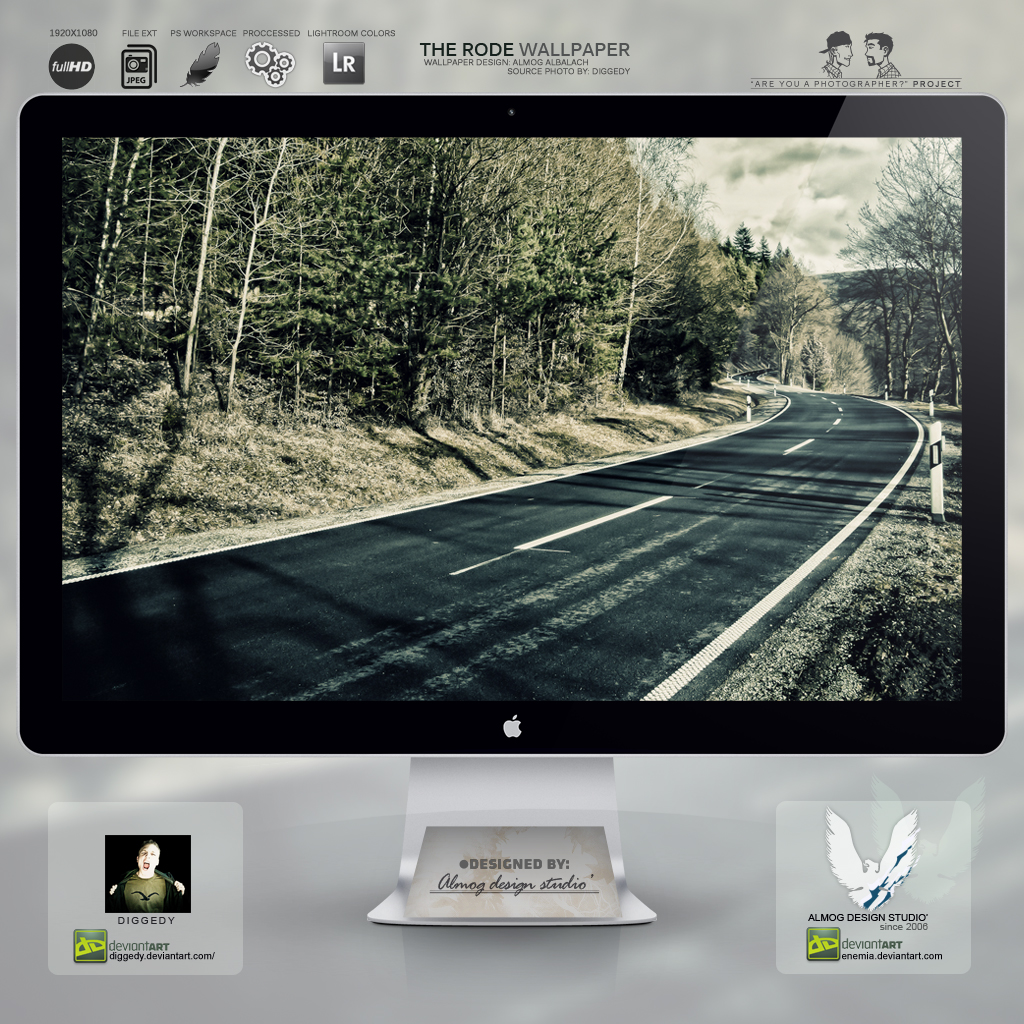 1920X1080
FILE EXT
PS WORKSPACE
PROCCESSED
LIGHTROOM COLORS
fullHD
JPEG
LR
THE RODE WALLPAPER
WALLPAPER DESIGN: ALMOG ALBALACH
SOURCE PHOTO BY: DIGGEDY
"ARE YOU A PHOTOGRAPHER?" PROJECT
DESIGNED BY:
Almog design studio'
DIGGEDY
deviantART
diggedy.deviantart.com/
ALMOG DESIGN STUDIO'
since 2006
deviantART
enemia.deviantart.com